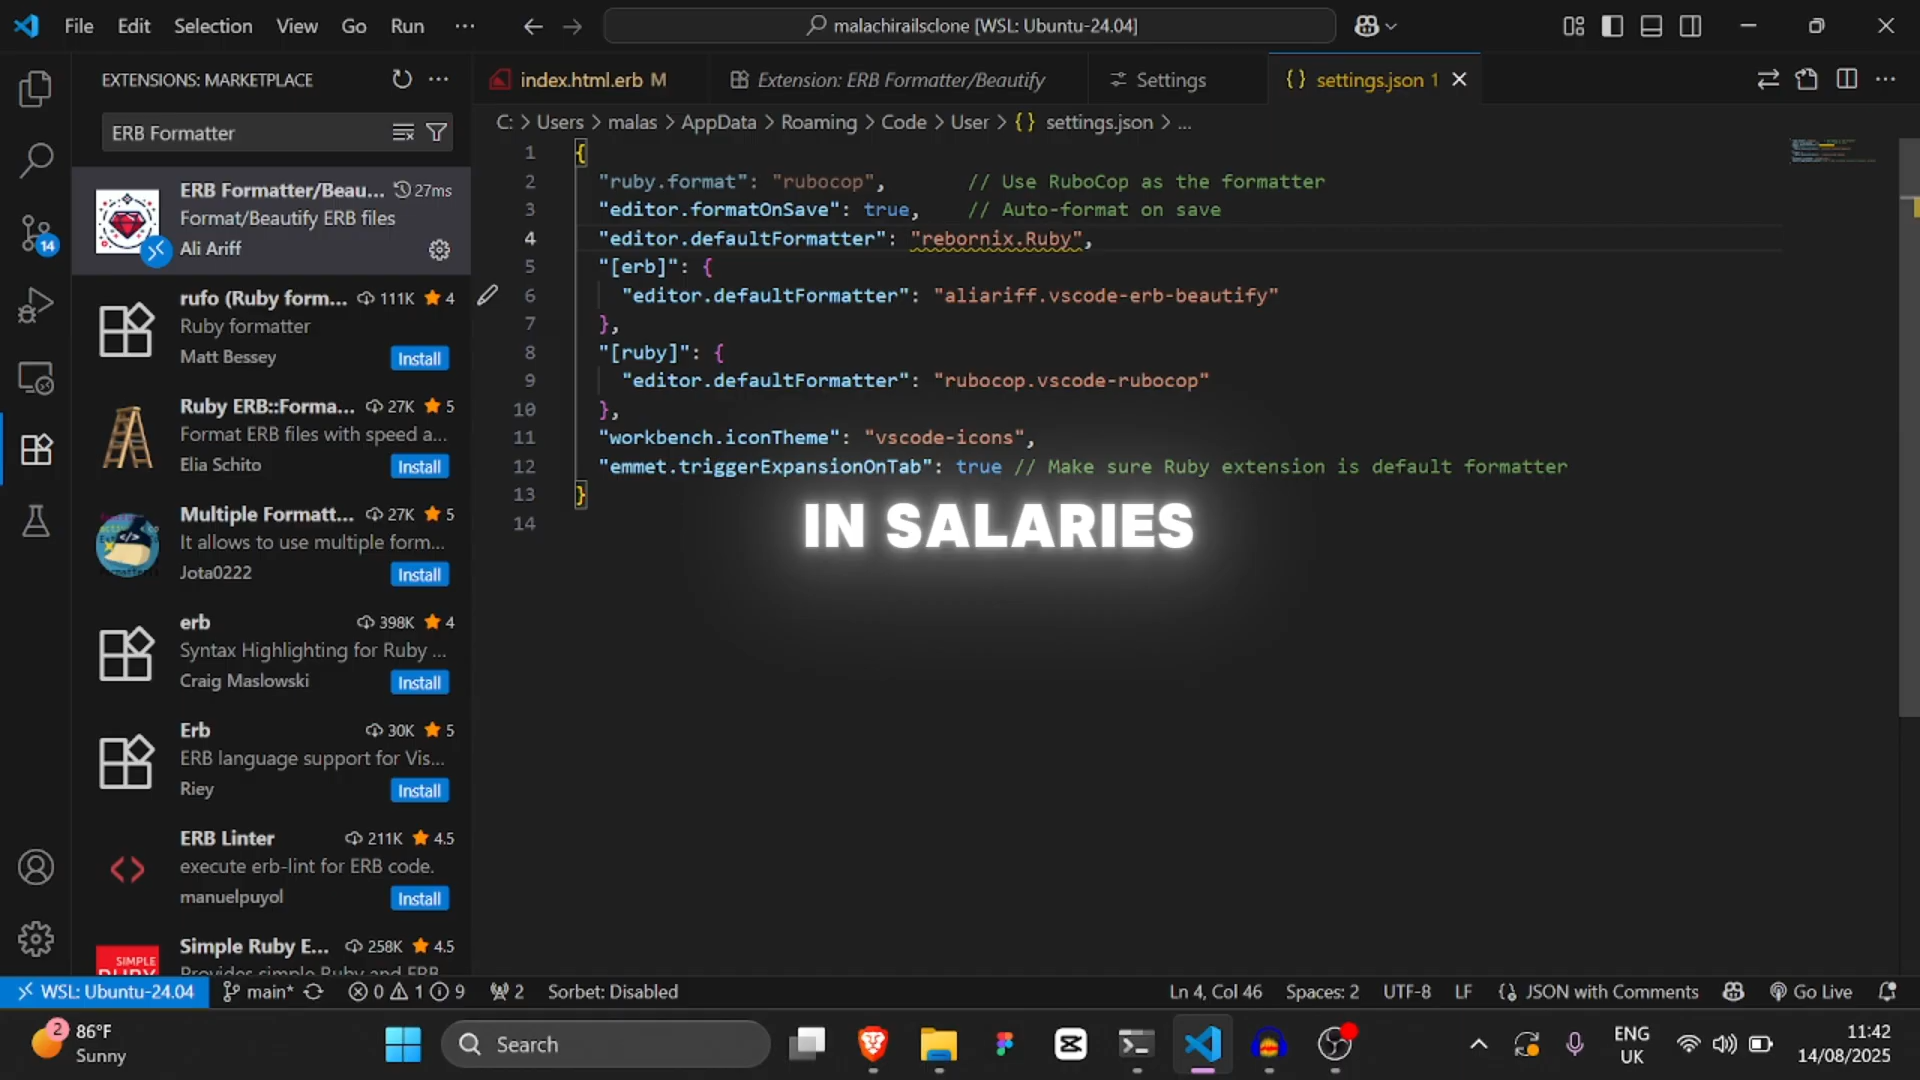 File Edit Selection View Go Run ···
malachirailsclone [WSL: Ubuntu-24.04]
EXTENSIONS: MARKETPLACE
index.html.erb M
Extension: ERB Formatter/Beautify
Settings
settings.json 1
ERB Formatter
C: > Users > malas > AppData > Roaming > Code > User > {} settings.json > ...
ERB Formatter/Beau... 27ms
Format/Beautify ERB files
Ali Ariff
rufo (Ruby form... 111K 4
Ruby formatter
Matt Bessey Install
Ruby ERB::Forma... 27K 5
Format ERB files with speed a...
Elia Schito Install
Multiple Formatt... 27K 5
It allows to use multiple form...
Jota0222 Install
erb 398K 4
Syntax Highlighting for Ruby ...
Craig Maslowski Install
Erb 30K 5
ERB language support for Vis...
Riey Install
ERB Linter 211K 4.5
execute erb-lint for ERB code.
manuelpuyol Install
Simple Ruby E... 258K 4.5
SIMPLE
14
1 {
2 "ruby.format": "rubocop", // Use RuboCop as the formatter
3 "editor.formatOnSave": true, // Auto-format on save
4 "editor.defaultFormatter": "rebornix.Ruby",
5 "[erb]": {
6 "editor.defaultFormatter": "aliariff.vscode-erb-beautify"
7 },
8 "[ruby]": {
9 "editor.defaultFormatter": "rubocop.vscode-rubocop"
10 },
11 "workbench.iconTheme": "vscode-icons",
12 "emmet.triggerExpansionOnTab": true // Make sure Ruby extension is default formatter
13 }
14
IN SALARIES
WSL: Ubuntu-24.04 main* 0 1 9 2 Sorbet: Disabled
Ln 4, Col 46 Spaces: 2 UTF-8 LF {} JSON with Comments Go Live
2
86°F
Sunny
Search
ENG
UK
11:42
14/08/2025